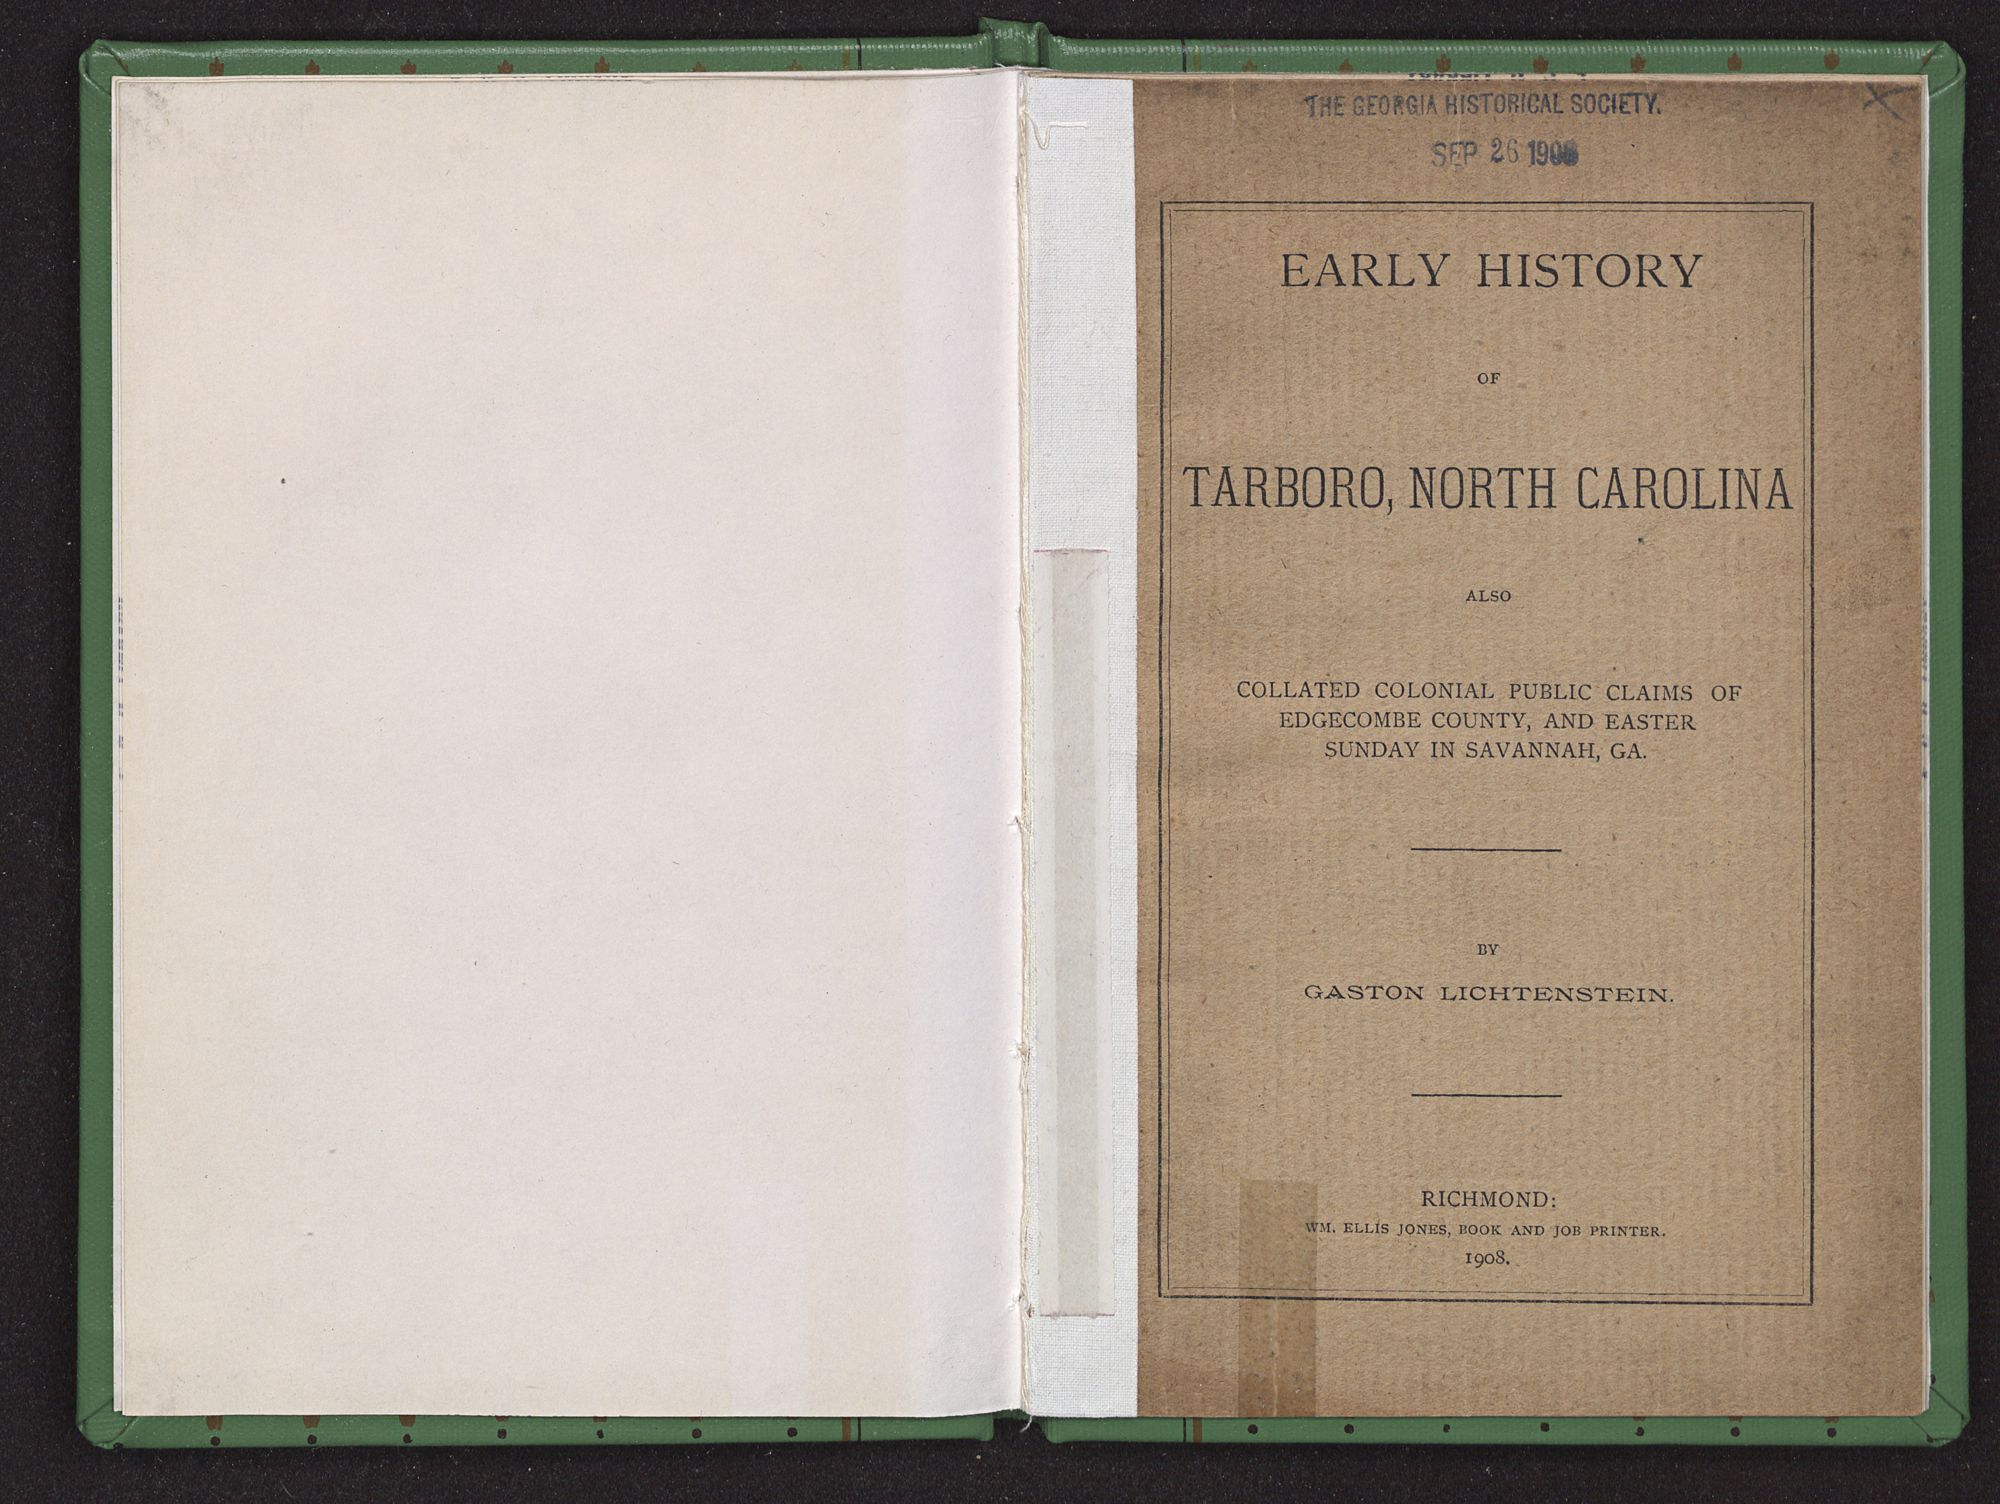 THE GEORGIA HISTORICAL SOCIETY.
SEP 26 1908
EARLY HISTORY
OF
TARBORO, NORTH CAROLINA
ALSO
COLLATED COLONIAL PUBLIC CLAIMS OF
EDGECOMBE COUNTY, AND EASTER
SUNDAY IN SAVANNAH, GA.
BY
GASTON LICHTENSTEIN.
RICHMOND:
WM. ELLIS JONES, BOOK AND JOB PRINTER.
1908.